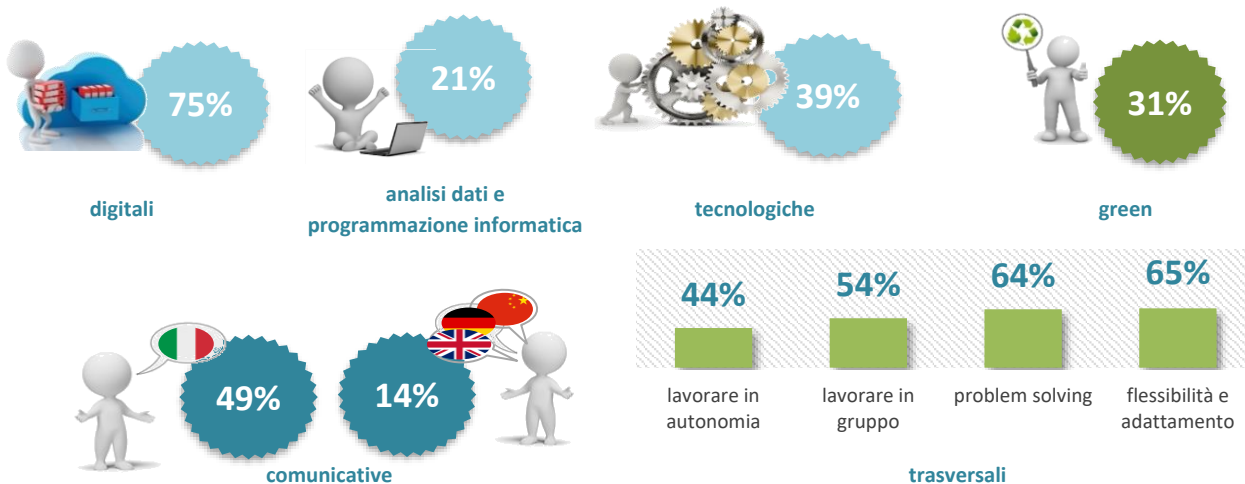 75%
21%
39%
31%
digitali
analisi dati e
programmazione informatica
tecnologiche
green
49%
14%
comunicative
44%
54%
64%
65%
lavorare in
autonomia
lavorare in
gruppo
problem solving
flessibilità e
adattamento
trasversali